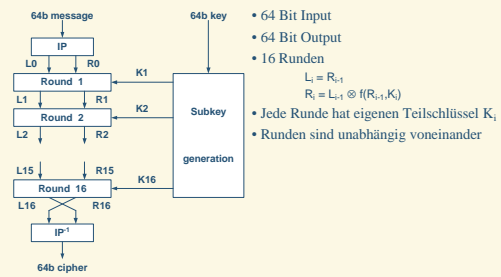 64b message
64b key
IP
L0
R0
K1
Round 1
L1
R1
K2
Round 2
L2
R2
Subkey
generation
L15
R15
K16
Round 16
L16
R16
IP-1
64b cipher
• 64 Bit Input
• 64 Bit Output
• 16 Runden
Li = Ri-1
Ri = Li-1 ⊗ f(Ri-1,Ki)
• Jede Runde hat eigenen Teilschlüssel Ki
• Runden sind unabhängig voneinander